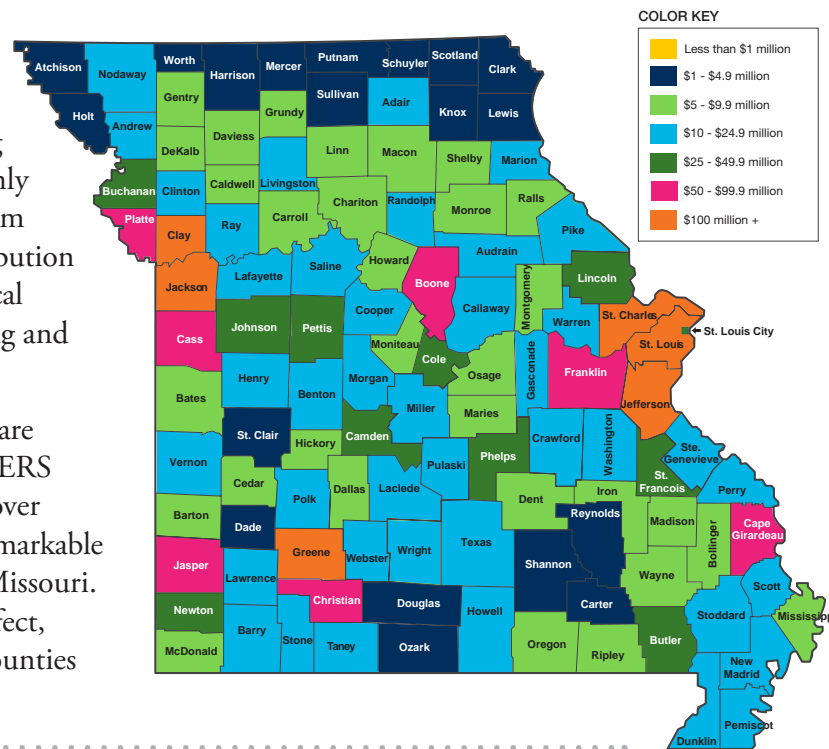 COLOR KEY
Less than $1 million
$1 - $4.9 million
$5 - $9.9 million
$10 - $24.9 million
$25 - $49.9 million
$50 - $99.9 million
$100 million +
Atchison
Nodaway
Worth
Harrison
Mercer
Putnam
Schuyler
Scotland
Clark
Holt
Andrew
Gentry
Daviess
Grundy
Sullivan
Adair
Knox
Lewis
DeKalb
Linn
Macon
Shelby
Marion
Buchanan
Clinton
Caldwell
Livingston
Chariton
Randolph
Monroe
Ralls
Platte
Clay
Ray
Carroll
Howard
Boone
Audrain
Pike
Jackson
Lafayette
Saline
Cooper
Callaway
Montgomery
Lincoln
Warren
St. Charles
St. Louis
St. Louis City
Cass
Johnson
Pettis
Moniteau
Cole
Osage
Gasconade
Franklin
Jefferson
Bates
Henry
Benton
Morgan
Miller
Maries
St. Clair
Hickory
Camden
Pulaski
Phelps
Crawford
Washington
St.
Francois
Ste.
Genevieve
Perry
Vernon
Cedar
Polk
Dallas
Laclede
Dent
Iron
Reynolds
Madison
Bollinger
Cape
Girardeau
Barton
Dade
Greene
Webster
Wright
Texas
Shannon
Wayne
Scott
Jasper
Lawrence
Christian
Douglas
Howell
Carter
Stoddard
Mississipp
Newton
McDonald
Barry
Stone
Taney
Ozark
Oregon
Ripley
Butler
New
Madrid
Dunklin
Pemiscot
bution
g and
are
ERS
over
markable
Missouri.
fect,
ounties